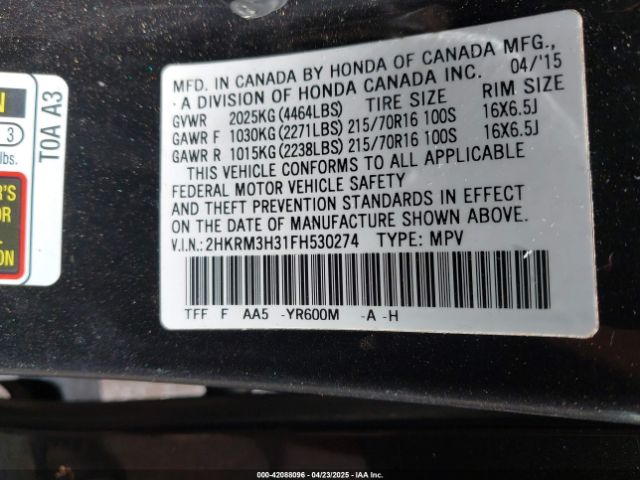 MFD. IN CANADA BY HONDA OF CANADA MFG.,
A DIVISION OF HONDA CANADA INC. 04/'15
GVWR 2025KG(4464LBS) TIRE SIZE RIM SIZE
GAWR F 1030KG(2271LBS) 215/70R16 100S 16X6.5J
GAWR R 1015KG(2238LBS) 215/70R16 100S 16X6.5J
THIS VEHICLE CONFORMS TO ALL APPLICABLE
FEDERAL MOTOR VEHICLE SAFETY
AND THEFT PREVENTION STANDARDS IN EFFECT
ON THE DATE OF MANUFACTURE SHOWN ABOVE.
V.I.N.: 2HKRM3H31FH530274 TYPE: MPV
TFF F AA5 -YR600M -A -H
T0A A3
N
3
lbs.
R'S
OR
ION
000-42088096 - 04/23/2025 - IAA Inc.